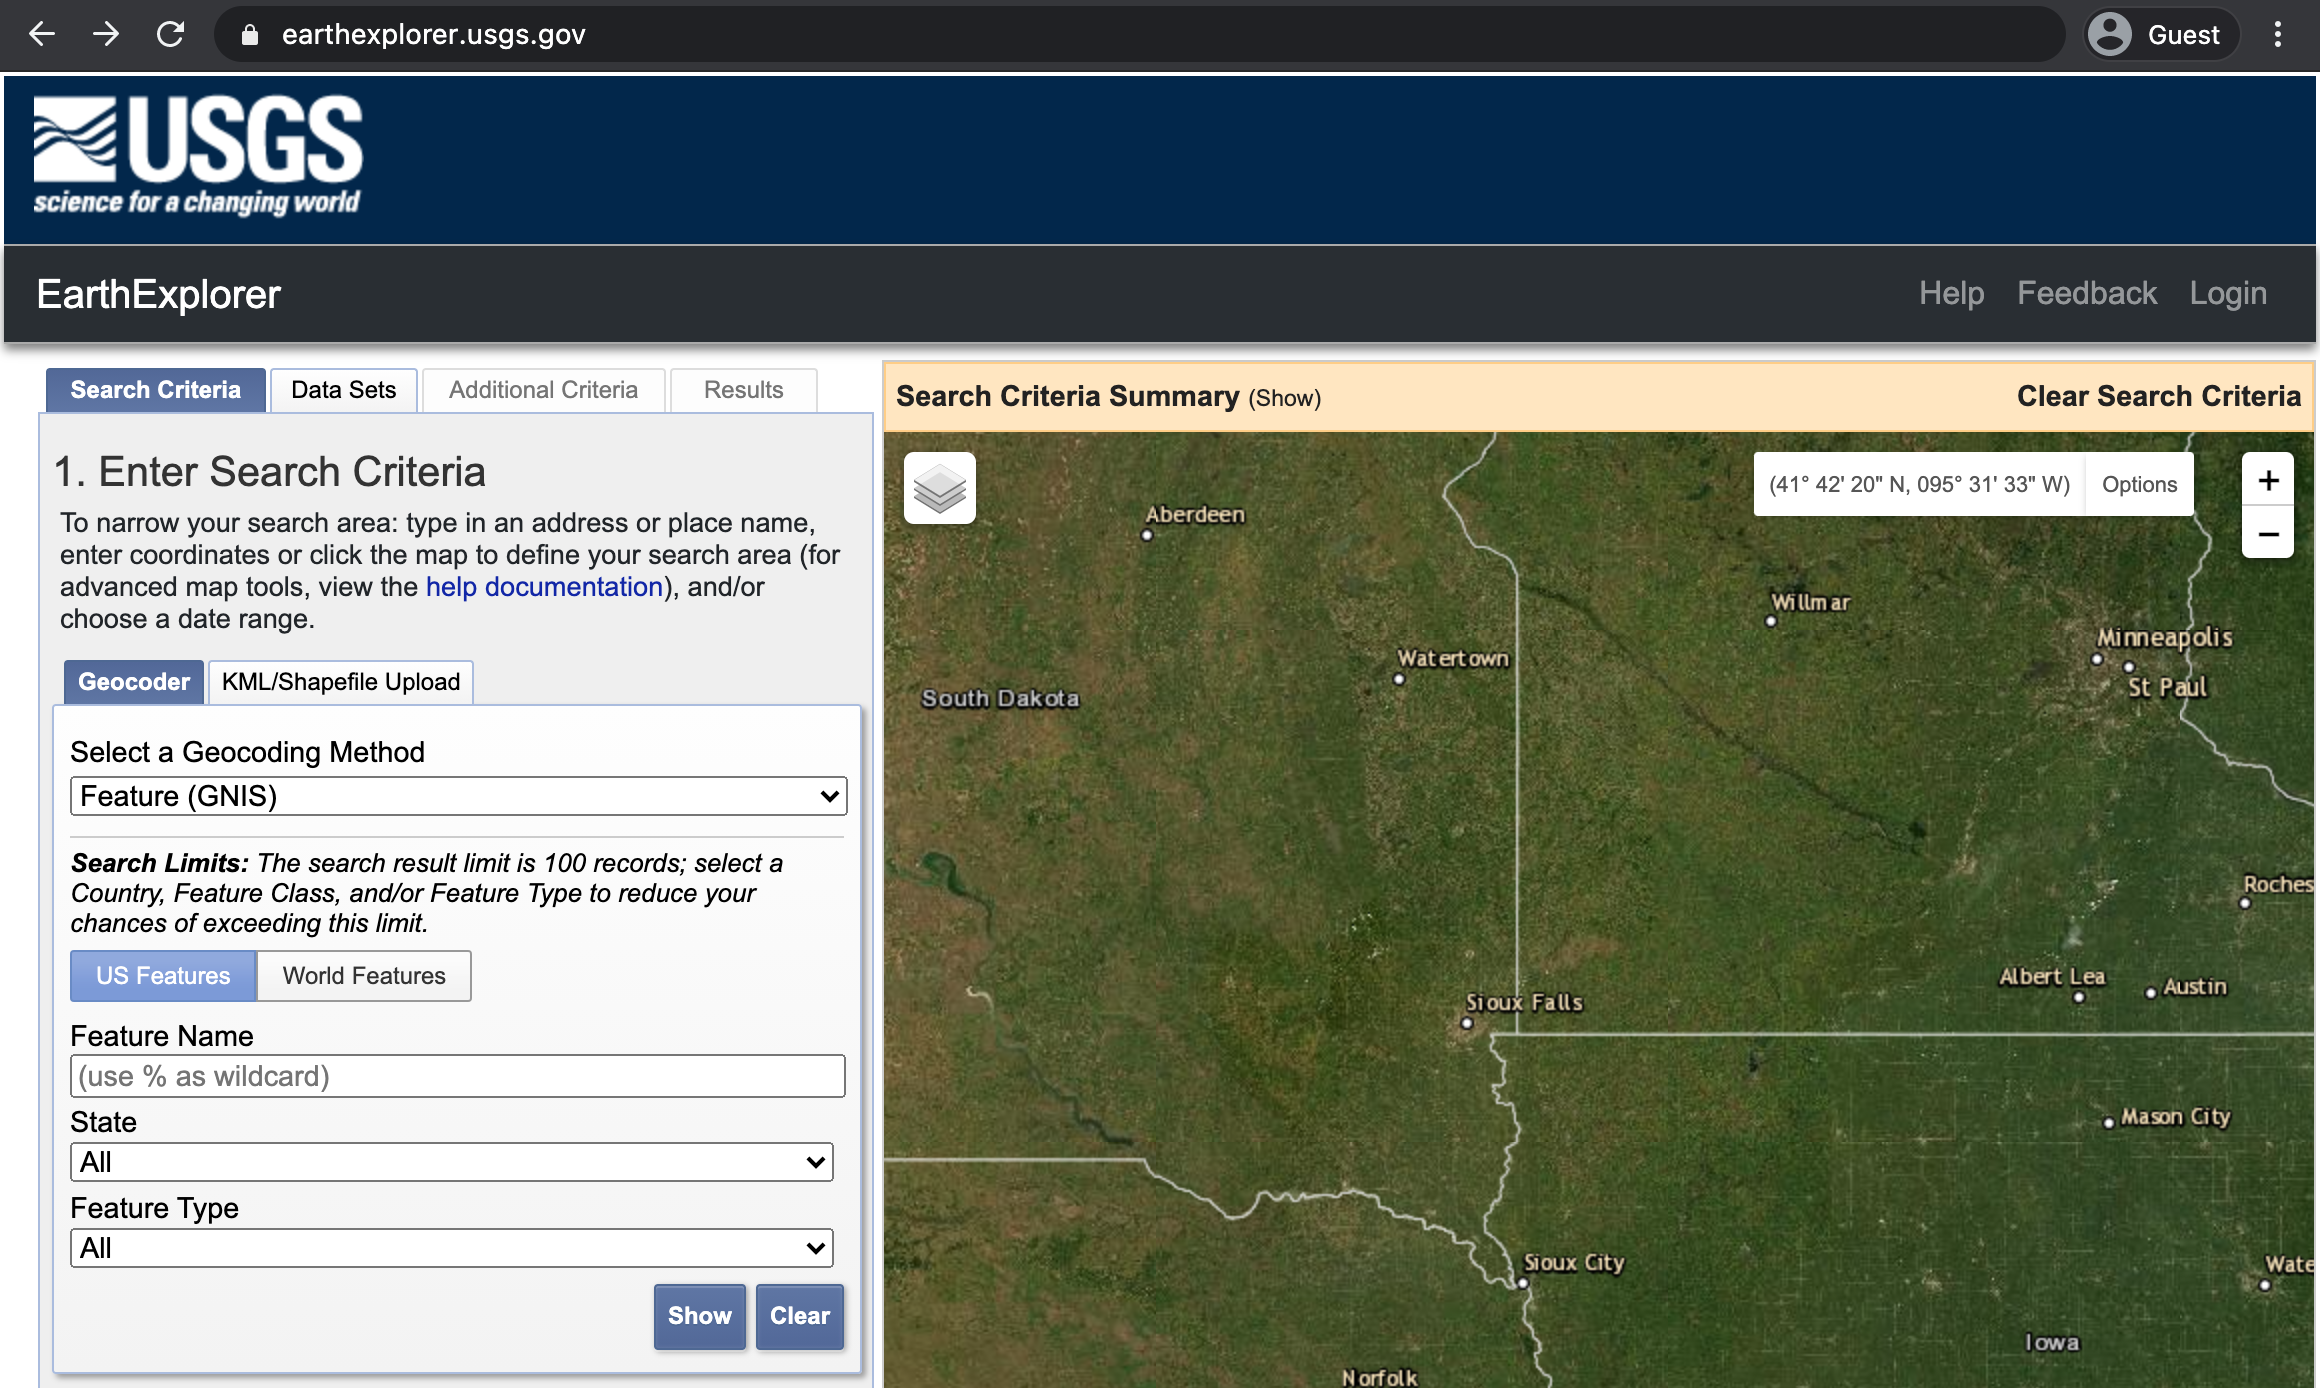 earthexplorer.usgs.gov
Guest
USGS
science for a changing world
EarthExplorer
Help Feedback Login
Search Criteria Data Sets Additional Criteria Results
1. Enter Search Criteria
To narrow your search area: type in an address or place name,
enter coordinates or click the map to define your search area (for
advanced map tools, view the help documentation), and/or
choose a date range.
Geocoder KML/Shapefile Upload
Select a Geocoding Method
Feature (GNIS)
Search Limits: The search result limit is 100 records; select a
Country, Feature Class, and/or Feature Type to reduce your
chances of exceeding this limit.
US Features World Features
Feature Name
(use % as wildcard)
State
All
Feature Type
All
Show Clear
Search Criteria Summary (Show) Clear Search Criteria
(41° 42' 20" N, 095° 31' 33" W) Options
+
−
Aberdeen
Willmar
Minneapolis
Watertown
St Paul
South Dakota
Roches
Albert Lea
Austin
Sioux Falls
Mason City
Sioux City
Wate
Iowa
Norfolk